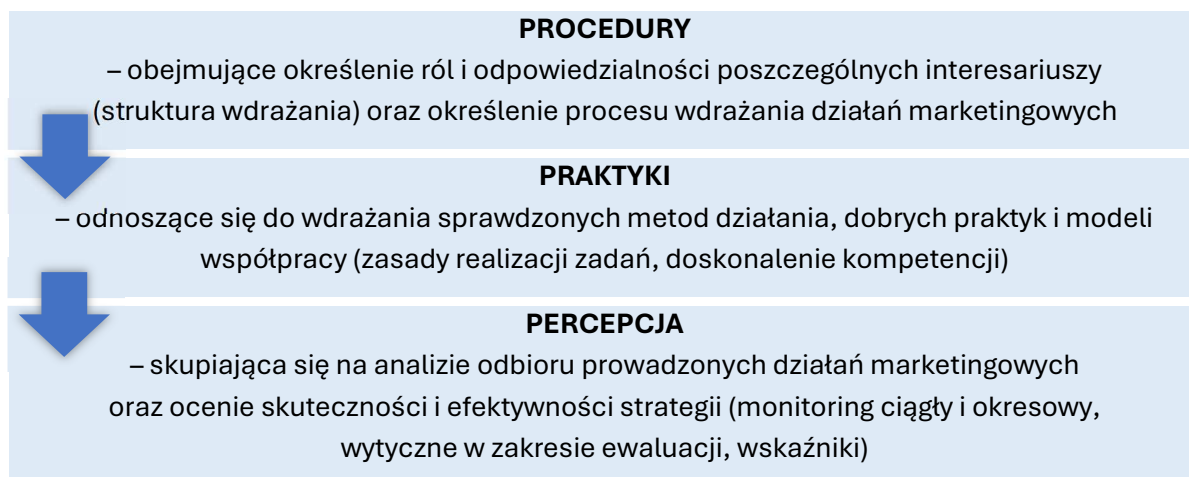 PROCEDURY
– obejmujące określenie ról i odpowiedzialności poszczególnych interesariuszy
(struktura wdrażania) oraz określenie procesu wdrażania działań marketingowych
PRAKTYKI
– odnoszące się do wdrażania sprawdzonych metod działania, dobrych praktyk i modeli
współpracy (zasady realizacji zadań, doskonalenie kompetencji)
PERCEPCJA
– skupiająca się na analizie odbioru prowadzonych działań marketingowych
oraz ocenie skuteczności i efektywności strategii (monitoring ciągły i okresowy,
wytyczne w zakresie ewaluacji, wskaźniki)